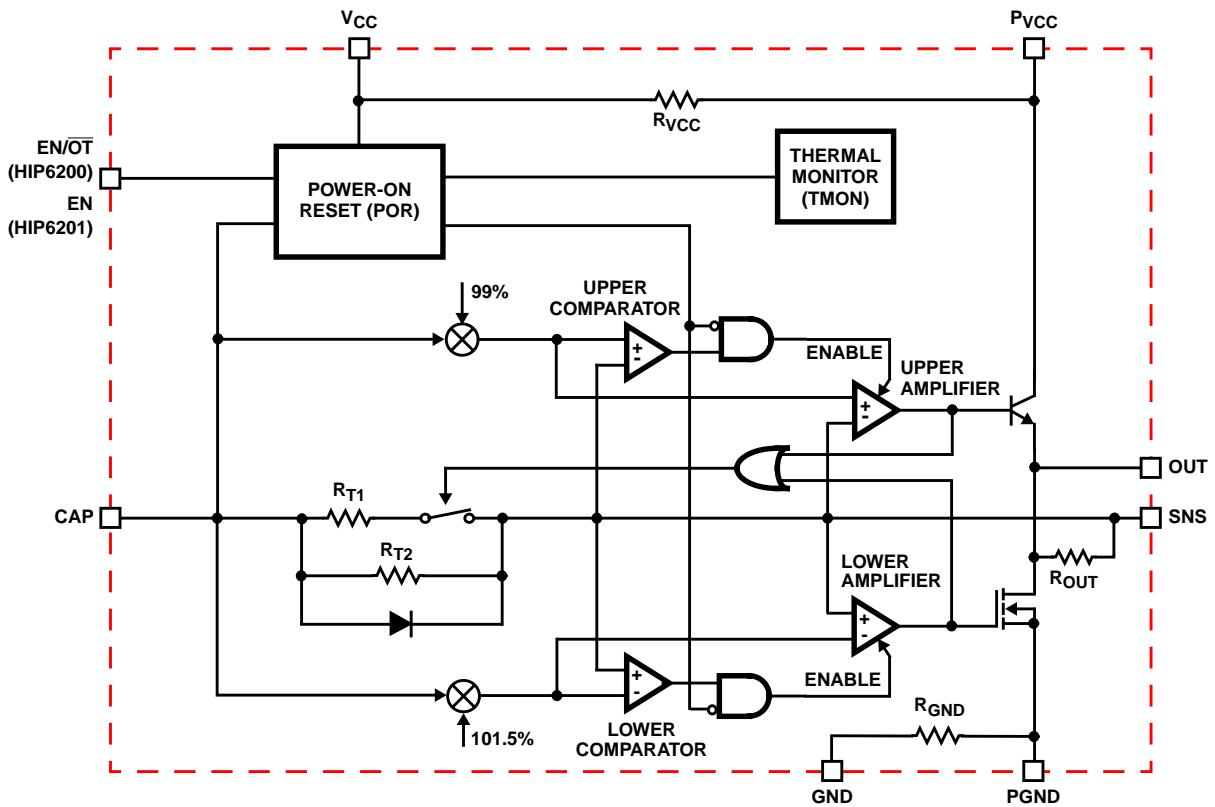 VCC
PVCC
RVCC
EN/OT
(HIP6200)
EN
(HIP6201)
POWER-ON
RESET (POR)
THERMAL
MONITOR
(TMON)
99%
UPPER
COMPARATOR
+
-
ENABLE
UPPER
AMPLIFIER
+
-
OUT
CAP
RT1
SNS
RT2
ROUT
LOWER
AMPLIFIER
+
-
ENABLE
+
-
101.5%
LOWER
COMPARATOR
RGND
GND
PGND